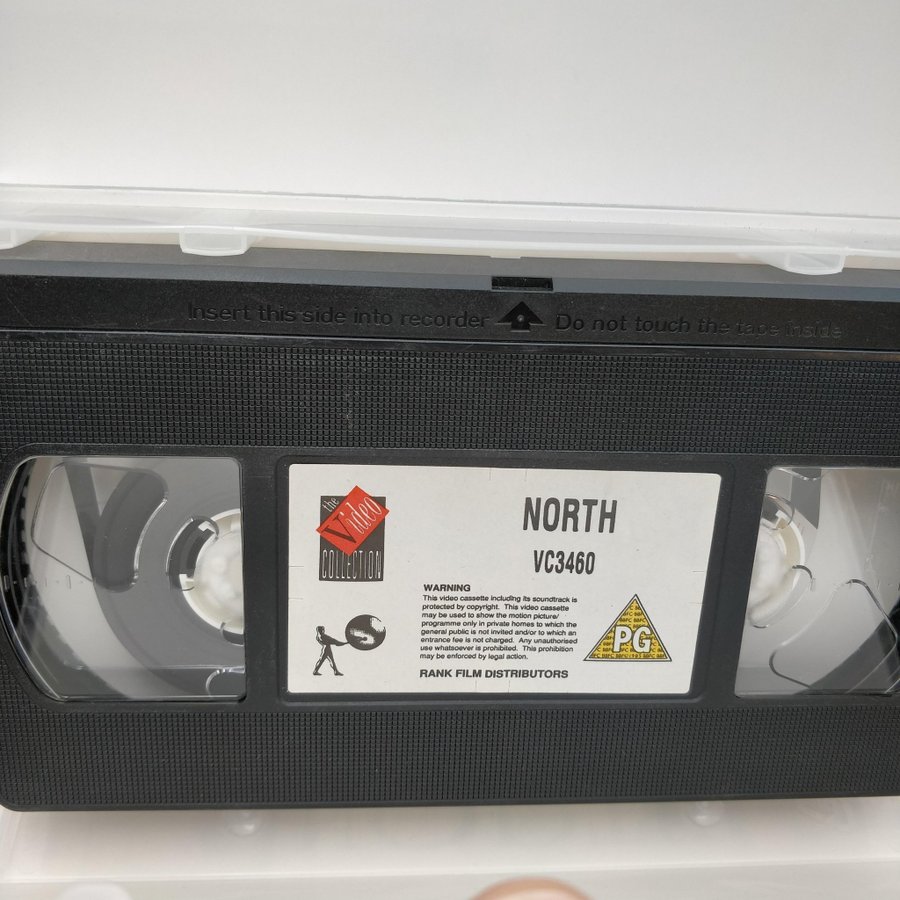 Insert this side into recorder Do not touch the tape inside
the
Video
COLLECTION
NORTH
VC3460
WARNING
This video cassette including its soundtrack is
protected by copyright. This video cassette
may be used to show the motion picture/
programme only in private homes to which the
general public is not invited and/or to which an
entrance fee is not charged. Any unauthorised
use whatsoever is prohibited. This prohibition
may be enforced by legal action.
RANK FILM DISTRIBUTORS
PG